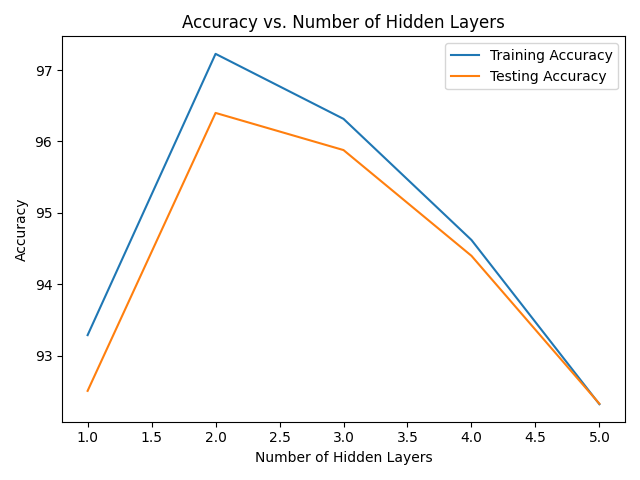 Accuracy vs. Number of Hidden Layers
Training Accuracy
Testing Accuracy
97
96
95
94
93
Accuracy
1.0 1.5 2.0 2.5 3.0 3.5 4.0 4.5 5.0
Number of Hidden Layers